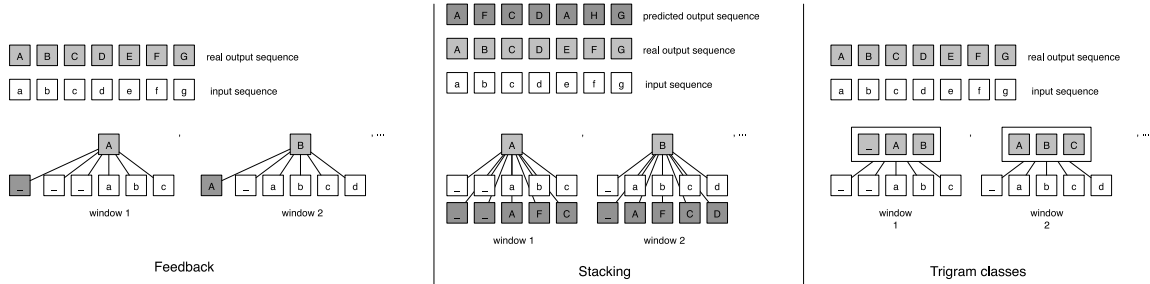 A B C D E F G real output sequence
a b c d e f g input sequence
A , B , ...
_ _ _ a b c A _ a b c d
window 1 window 2
Feedback
A F C D A H G predicted output sequence
A B C D E F G real output sequence
a b c d e f g input sequence
A , B , ...
_ _ a b c _ a b c d
_ _ A F C _ A F C D
window 1 window 2
Stacking
A B C D E F G real output sequence
a b c d e f g input sequence
_ A B , A B C , ...
_ _ a b c _ a b c d
window window
1 2
Trigram classes